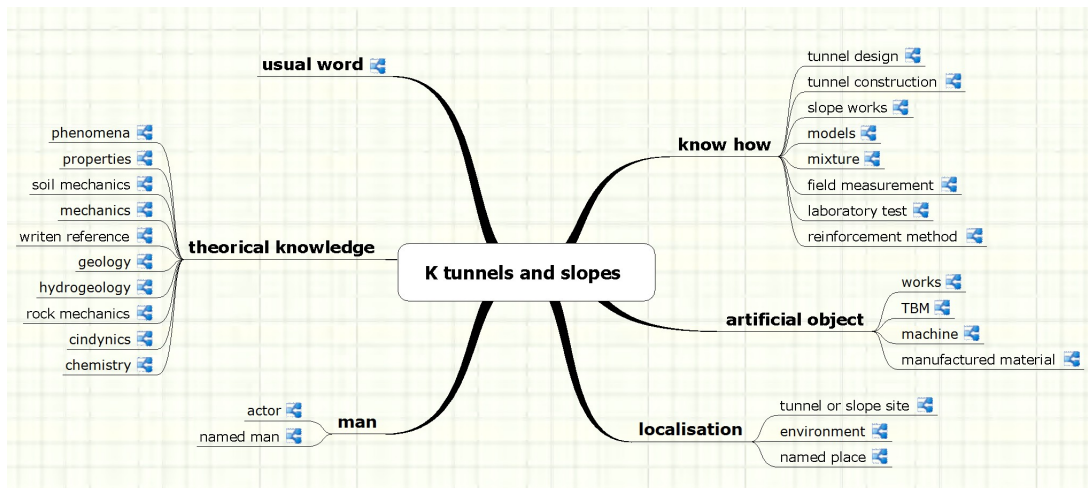 usual word
phenomena
properties
soil mechanics
mechanics
writen reference
geology
hydrogeology
rock mechanics
cindynics
chemistry
theorical knowledge
actor
named man
man
K tunnels and slopes
know how
tunnel design
tunnel construction
slope works
models
mixture
field measurement
laboratory test
reinforcement method
artificial object
works
TBM
machine
manufactured material
localisation
tunnel or slope site
environment
named place